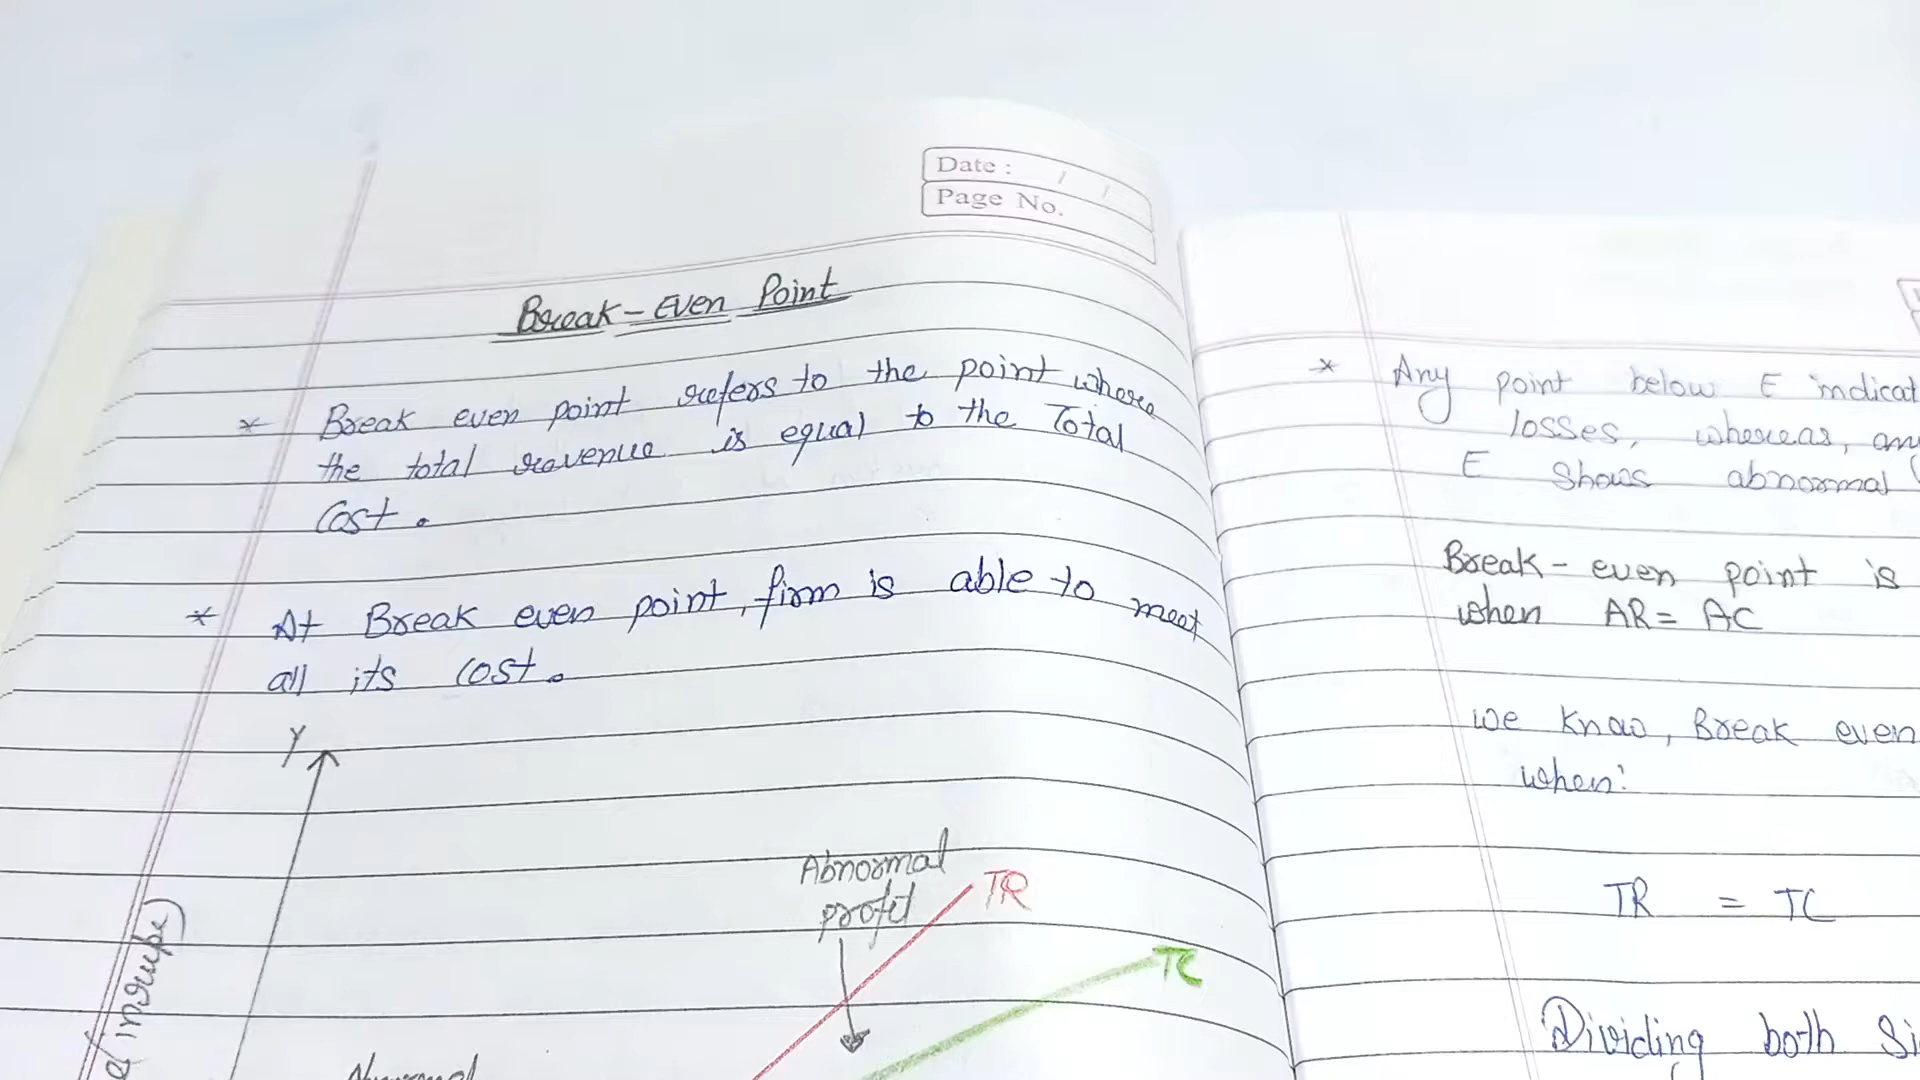 Date :
Page No.
Break-Even Point
* Break even point refers to the point where
the total revenue is equal to the Total
Cost.
* At Break even point, firm is able to meet
all its cost.
Y
Abnormal
profit
TR
TC
Abnormal
* Any point below E indicat
losses, whereas, any
E shows abnormal
Break-even point is
when AR = AC
we know, Break even
when:
TR = TC
Dividing both Si